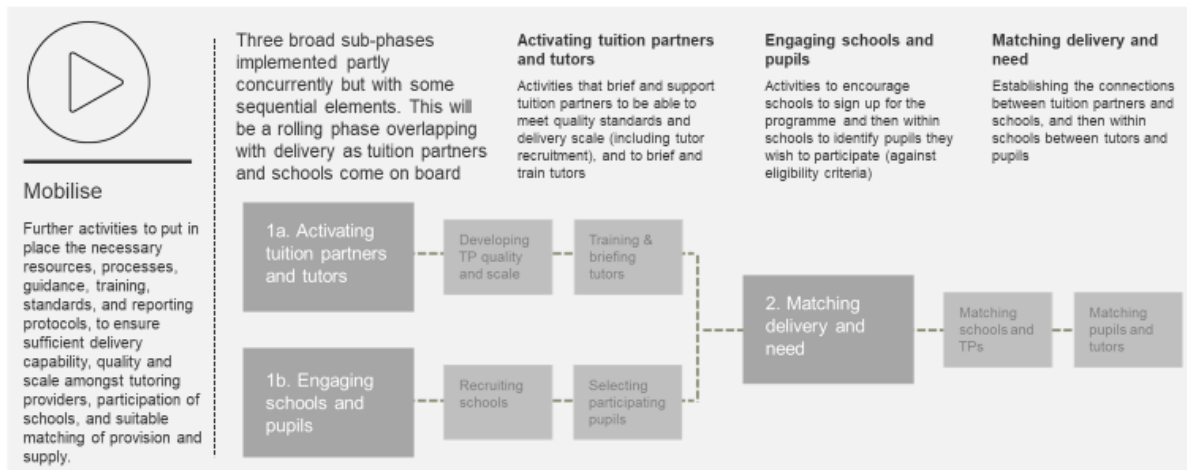 Mobilise
Further activities to put in
place the necessary
resources, processes,
guidance, training,
standards, and reporting
protocols, to ensure
sufficient delivery
capability, quality and
scale amongst tutoring
providers, participation of
schools, and suitable
matching of provision and
supply.
Three broad sub-phases
implemented partly
concurrently but with some
sequential elements. This will
be a rolling phase overlapping
with delivery as tuition partners
and schools come on board
Activating tuition partners
and tutors
Activities that brief and support
tuition partners to be able to
meet quality standards and
delivery scale (including tutor
recruitment), and to brief and
train tutors
Engaging schools and
pupils
Activities to encourage
schools to sign up for the
programme and then within
schools to identify pupils they
wish to participate (against
eligibility criteria)
Matching delivery and
need
Establishing the connections
between tuition partners and
schools, and then within
schools between tutors and
pupils
1a. Activating
tuition partners
and tutors
Developing
TP quality
and scale
Training &
briefing
tutors
1b. Engaging
schools and
pupils
Recruiting
schools
Selecting
participating
pupils
2. Matching
delivery and
need
Matching
schools and
TPs
Matching
pupils and
tutors